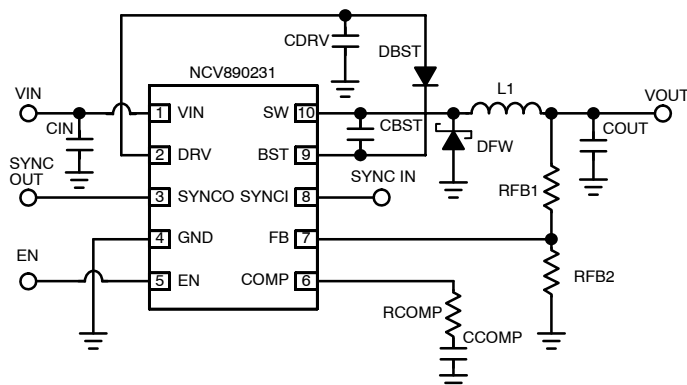 CDRV
DBST
NCV890231
L1
VIN
VOUT
1 VIN
SW 10
CIN
CBST
COUT
2 DRV
BST 9
DFW
SYNC
OUT
SYNC IN
RFB1
3 SYNCO
SYNCI 8
4 GND
FB 7
EN
5 EN
COMP 6
RFB2
RCOMP
CCOMP